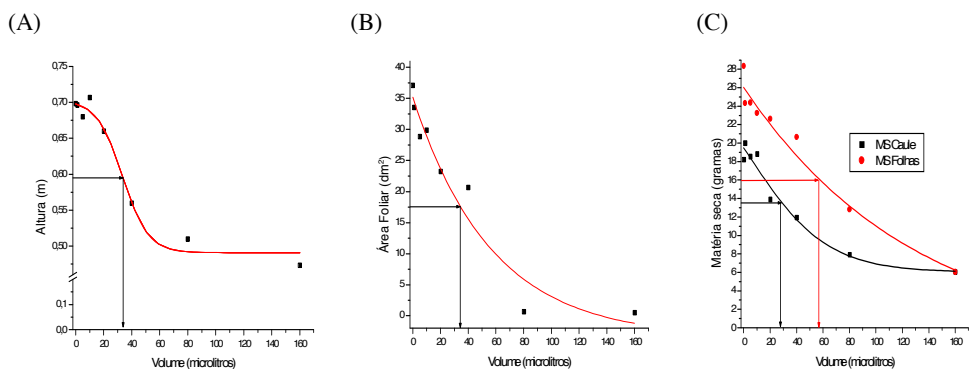 (A)
(B)
(C)
0,75
0,70
0,65
0,60
0,55
0,50
0,1
0,0
Altura (m)
0 20 40 60 80 100 120 140 160
Volume (microlitros)
40
35
30
25
20
15
10
5
0
Área Foliar (dm²)
0 20 40 60 80 100 120 140 160
Volume (microlitros)
28
26
24
22
20
18
16
14
12
10
8
6
4
2
0
Matéria seca (gramas)
MS Caule
MS Folhas
0 20 40 60 80 100 120 140 160
Volume (microlitros)